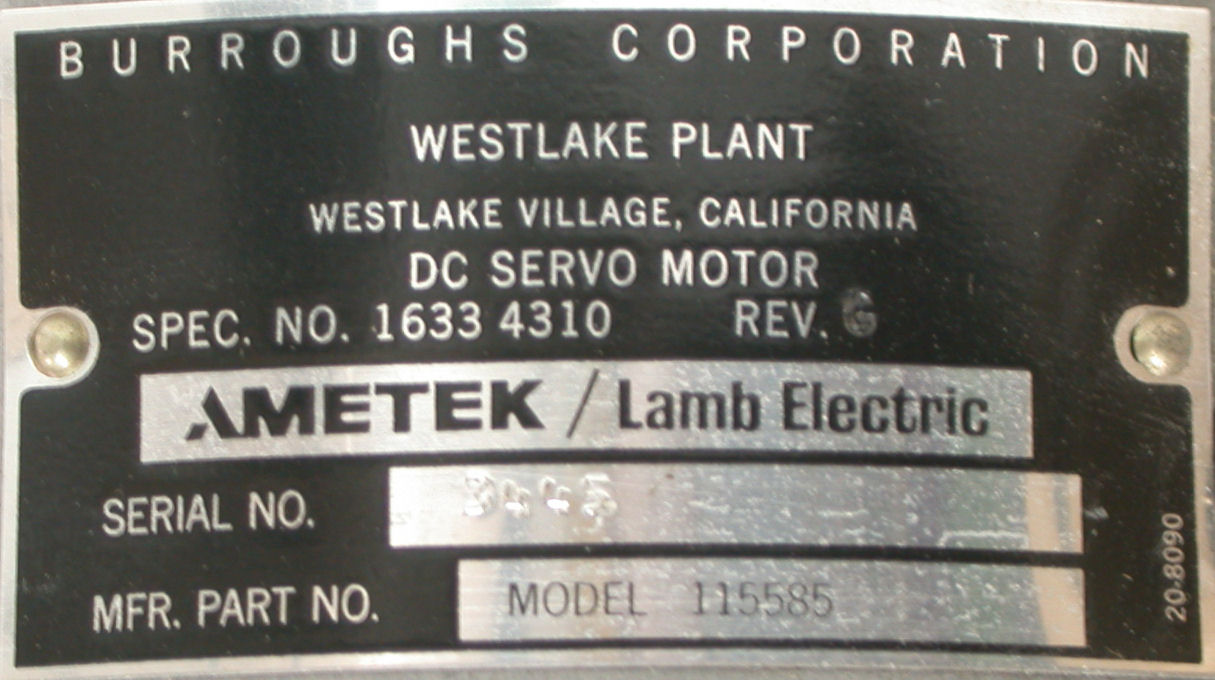 BURROUGHS CORPORATION
WESTLAKE PLANT
WESTLAKE VILLAGE, CALIFORNIA
DC SERVO MOTOR
SPEC. NO. 1633 4310 REV. G
AMETEK / Lamb Electric
SERIAL NO.
MFR. PART NO. MODEL 115585
20-8090